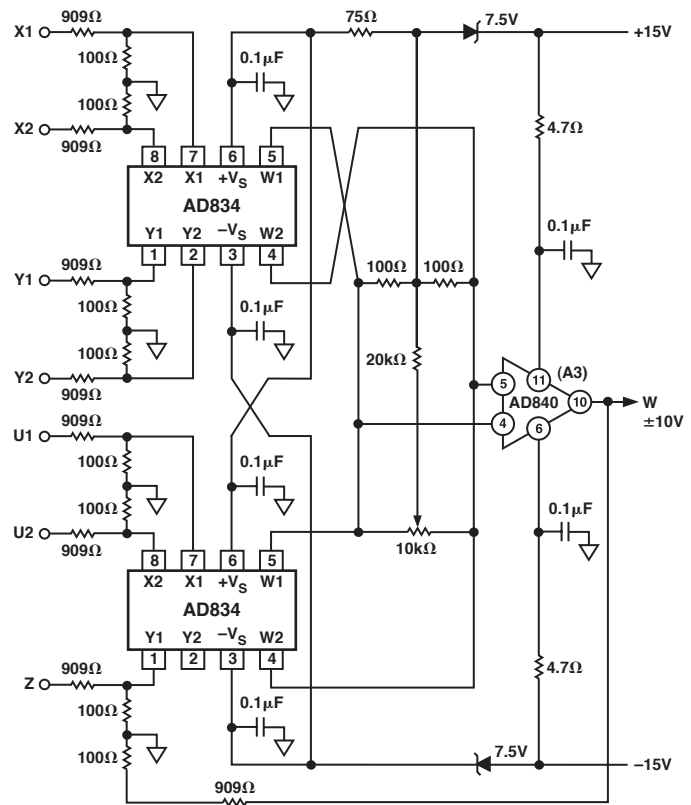 X1 909Ω 75Ω 7.5V +15V
100Ω 0.1µF
100Ω 4.7Ω
X2
909Ω
8 7 6 5
X2 X1 +VS W1
AD834
Y1 Y2 –VS W2
1 2 3 4
0.1µF
Y1 909Ω 100Ω 100Ω
100Ω 0.1µF
100Ω 20kΩ
Y2
909Ω
11 (A3)
5 AD840 10 W
4 6 ±10V
U1 909Ω
100Ω 0.1µF
100Ω 0.1µF
U2
909Ω
10kΩ
8 7 6 5
X2 X1 +VS W1
AD834
Y1 Y2 –VS W2
1 2 3 4
Z 909Ω 4.7Ω
100Ω 0.1µF
100Ω 7.5V
–15V
909Ω